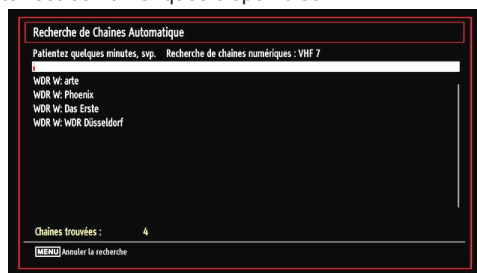 Recherche de Chaînes Automatique
Patientez quelques minutes, svp. Recherche de chaînes numériques : VHF 7
WDR W: arte
WDR W: Phoenix
WDR W: Das Erste
WDR W: WDR Düsseldorf
Chaînes trouvées : 4
MENU Annuler la recherche